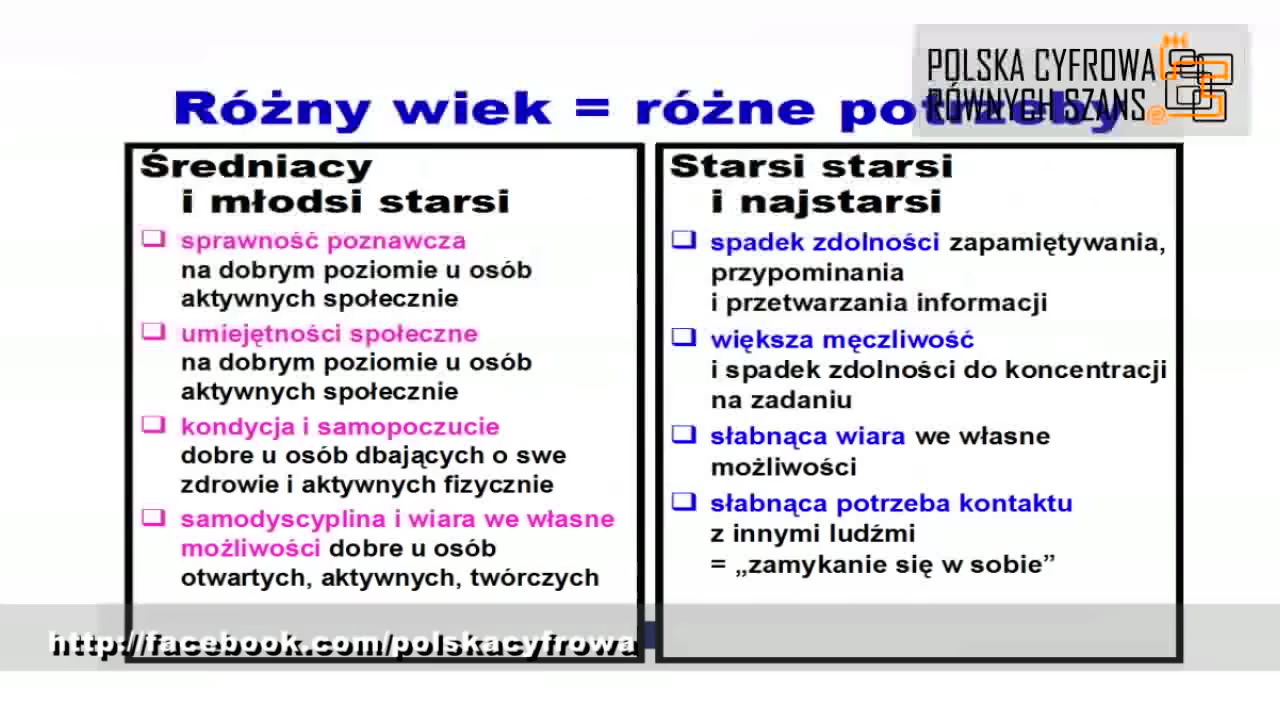 POLSKA CYFROWA
RÓWNYCH SZANS
Różny wiek = różne potrzeby
Średniacy
i młodsi starsi
sprawność poznawcza
na dobrym poziomie u osób
aktywnych społecznie
umiejętności społeczne
na dobrym poziomie u osób
aktywnych społecznie
kondycja i samopoczucie
dobre u osób dbających o swe
zdrowie i aktywnych fizycznie
samodyscyplina i wiara we własne
możliwości dobre u osób
otwartych, aktywnych, twórczych
Starsi starsi
i najstarsi
spadek zdolności zapamiętywania,
przypominania
i przetwarzania informacji
większa męczliwość
i spadek zdolności do koncentracji
na zadaniu
słabnąca wiara we własne
możliwości
słabnąca potrzeba kontaktu
z innymi ludźmi
= „zamykanie się w sobie”
http://facebook.com/polskacyfrowa